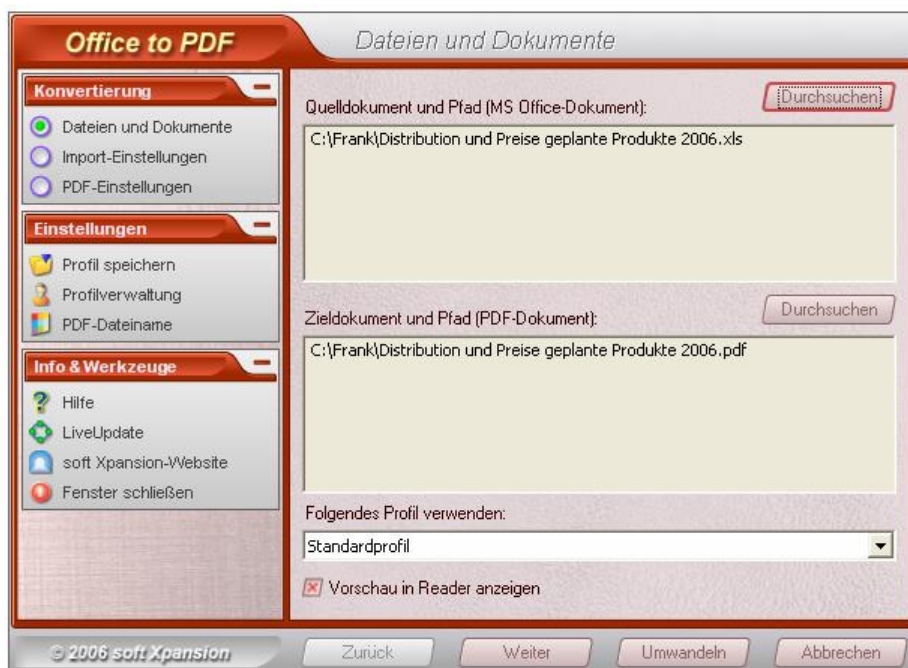 Office to PDF
Dateien und Dokumente
Konvertierung
Dateien und Dokumente
Import-Einstellungen
PDF-Einstellungen
Einstellungen
Profil speichern
Profilverwaltung
PDF-Dateiname
Info & Werkzeuge
Hilfe
LiveUpdate
soft Xpansion-Website
Fenster schließen
Quelldokument und Pfad (MS Office-Dokument):
Durchsuchen
C:\Frank\Distribution und Preise geplante Produkte 2006.xls
Zieldokument und Pfad (PDF-Dokument):
Durchsuchen
C:\Frank\Distribution und Preise geplante Produkte 2006.pdf
Folgendes Profil verwenden:
Standardprofil
Vorschau in Reader anzeigen
© 2006 soft Xpansion
Zurück
Weiter
Umwandeln
Abbrechen